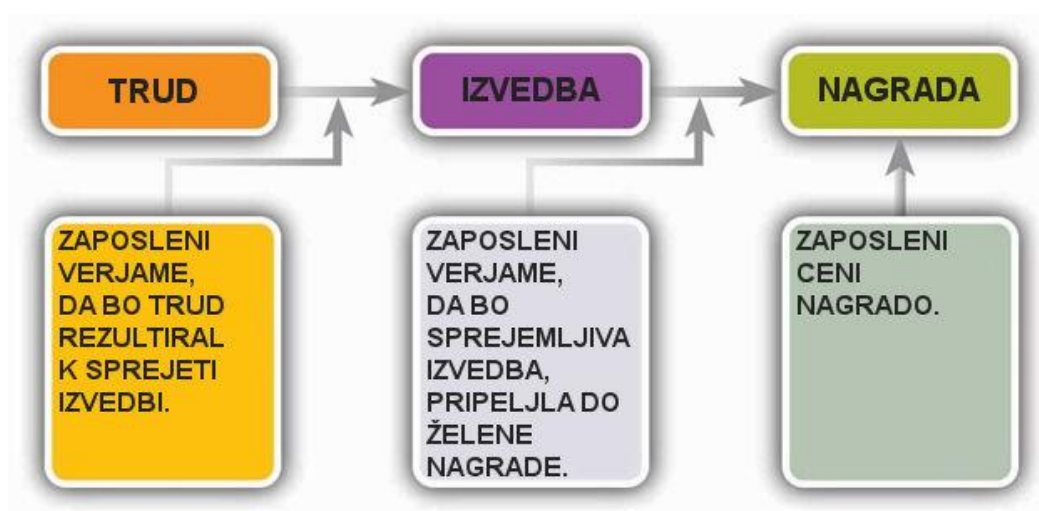 TRUD
IZVEDBA
NAGRADA
ZAPOSLENI
VERJAME,
DA BO TRUD
REZULTIRAL
K SPREJETI
IZVEDBI.
ZAPOSLENI
VERJAME,
DA BO
SPREJEMLJIVA
IZVEDBA,
PRIPELJLA DO
ŽELENE
NAGRADE.
ZAPOSLENI
CENI
NAGRADO.